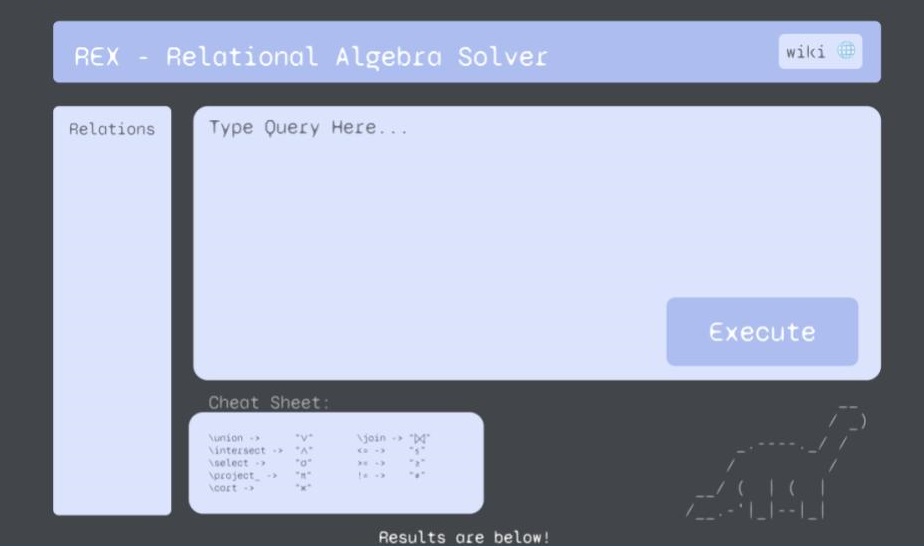 REX - Relational Algebra Solver
wiki
Relations
Type Query Here...
Execute
Cheat Sheet:
\union -> "∨" \join -> "⋈"
\intersect -> "∧" <= -> "≤"
\select -> "σ" >= -> "≥"
\project_ -> "π" != -> "≠"
\cart -> "×"
Results are below!